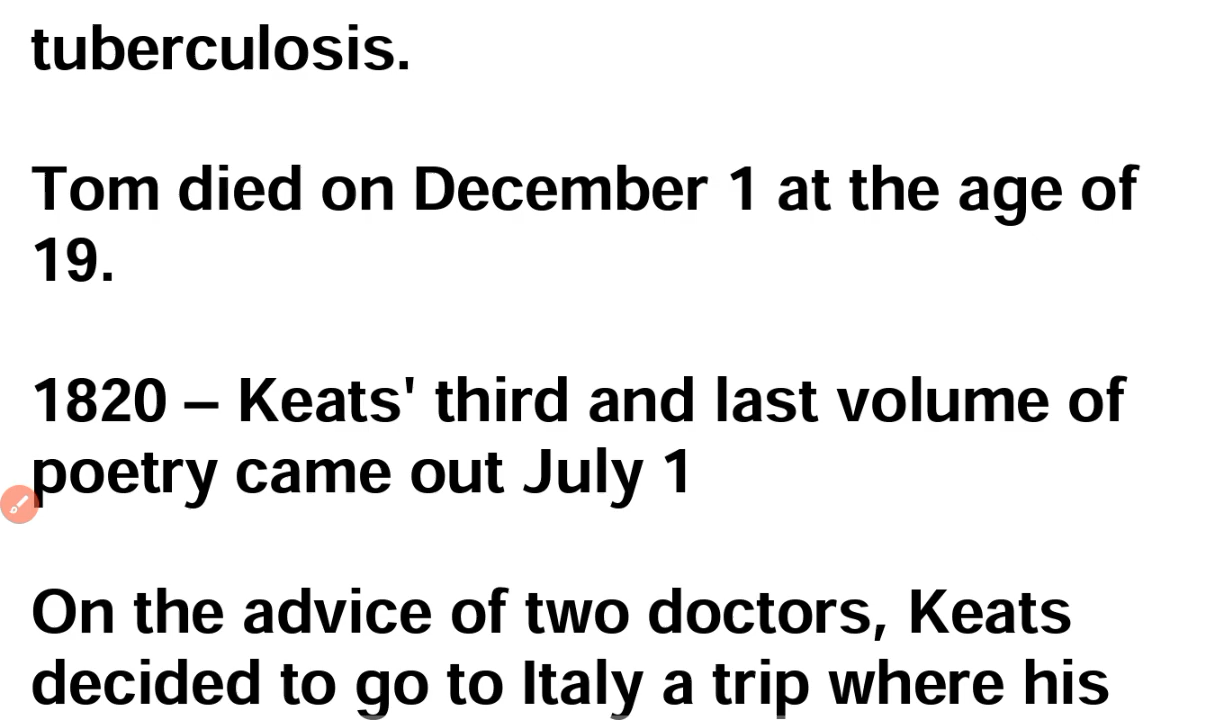 tuberculosis.
Tom died on December 1 at the age of
19.
1820 – Keats' third and last volume of
poetry came out July 1
On the advice of two doctors, Keats
decided to go to Italy a trip where his